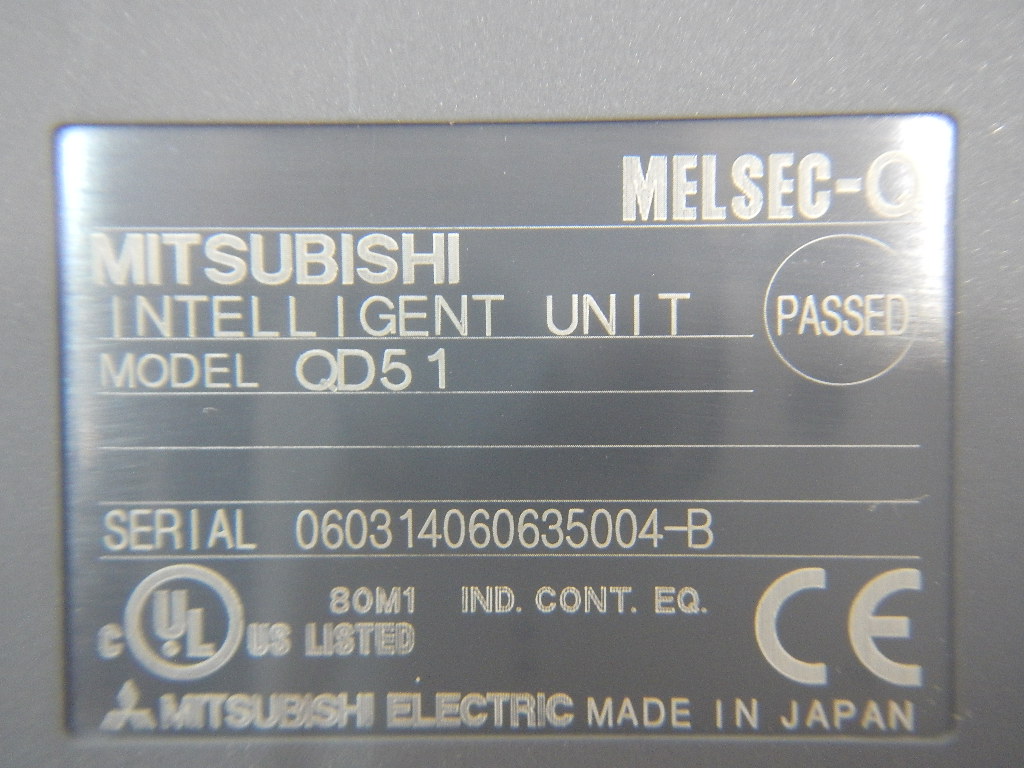 MELSEC-Q
MITSUBISHI
INTELLIGENT UNIT
PASSED
MODEL QD51
SERIAL 060314060635004-B
80M1 IND. CONT. EQ.
C UL US LISTED
CE
MITSUBISHI ELECTRIC MADE IN JAPAN